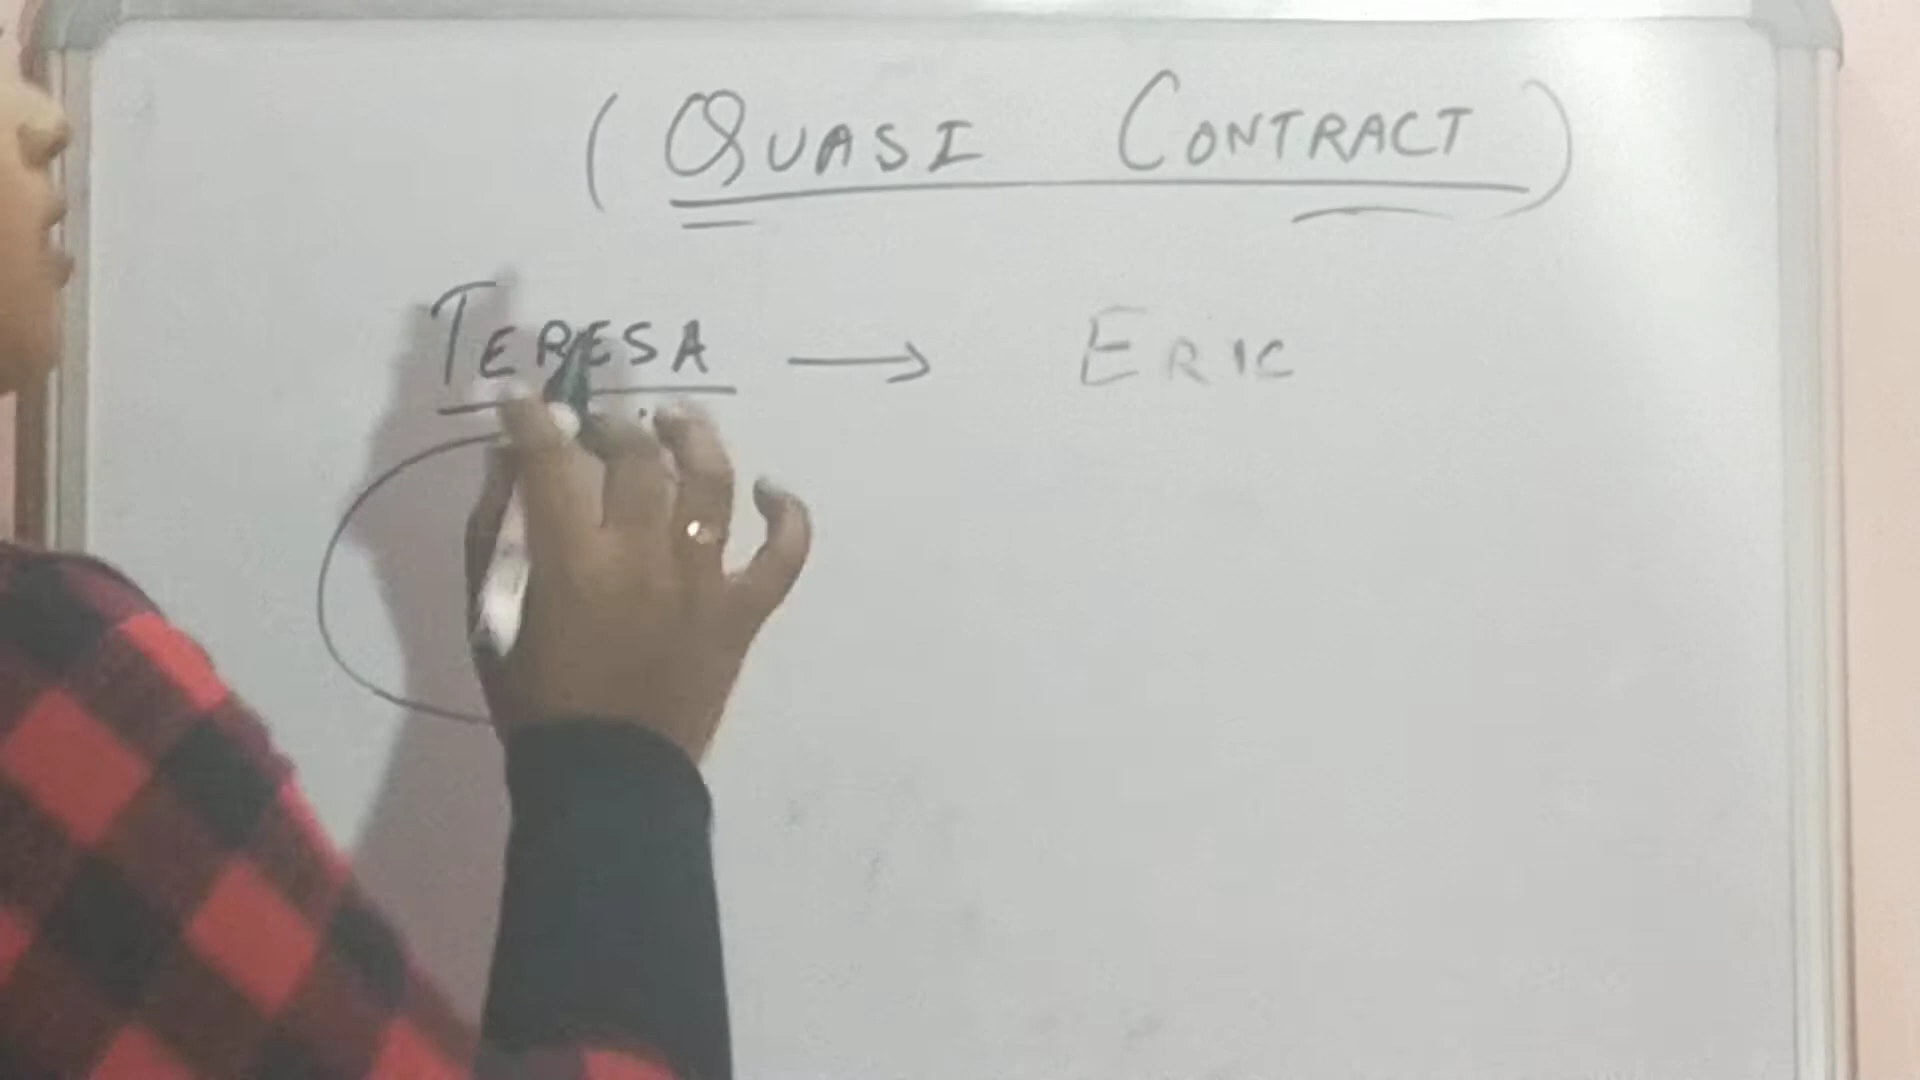 (QUASI CONTRACT)
TERESA → ERIC